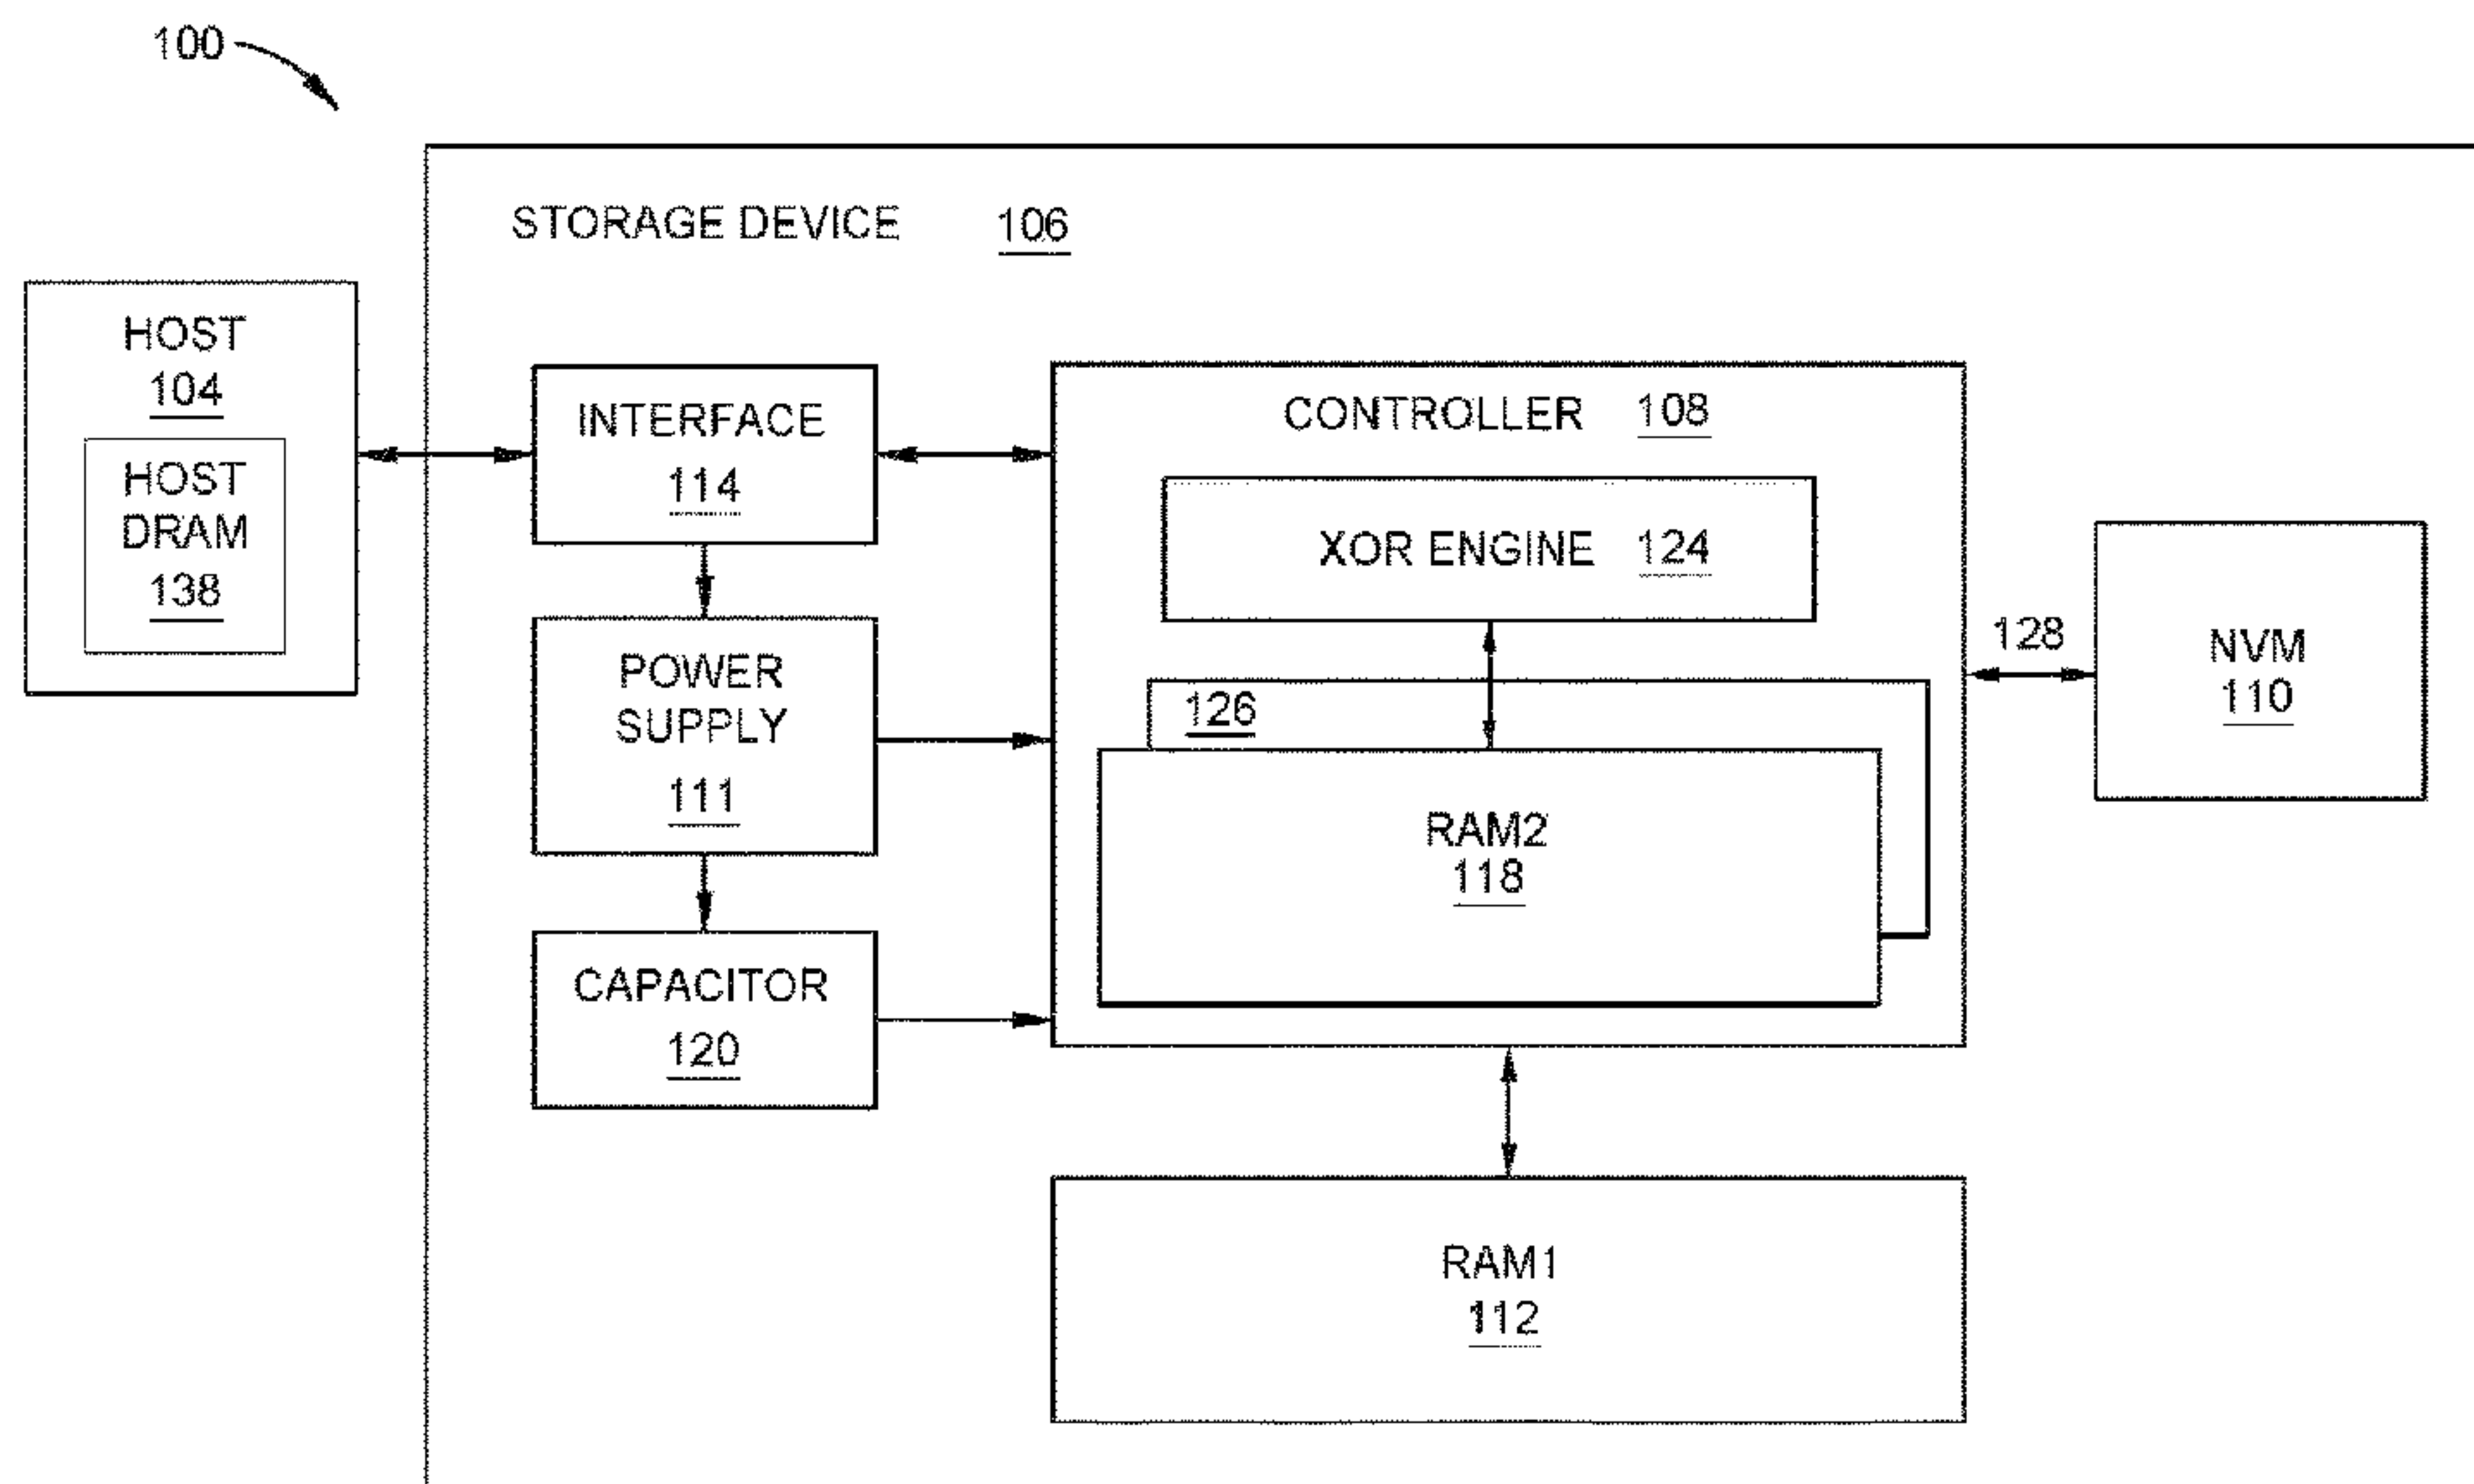 100
STORAGE DEVICE 106
HOST
104
HOST
DRAM
138
INTERFACE
114
POWER
SUPPLY
111
CAPACITOR
120
CONTROLLER 108
XOR ENGINE 124
126
RAM2
118
128
NVM
110
RAM1
112